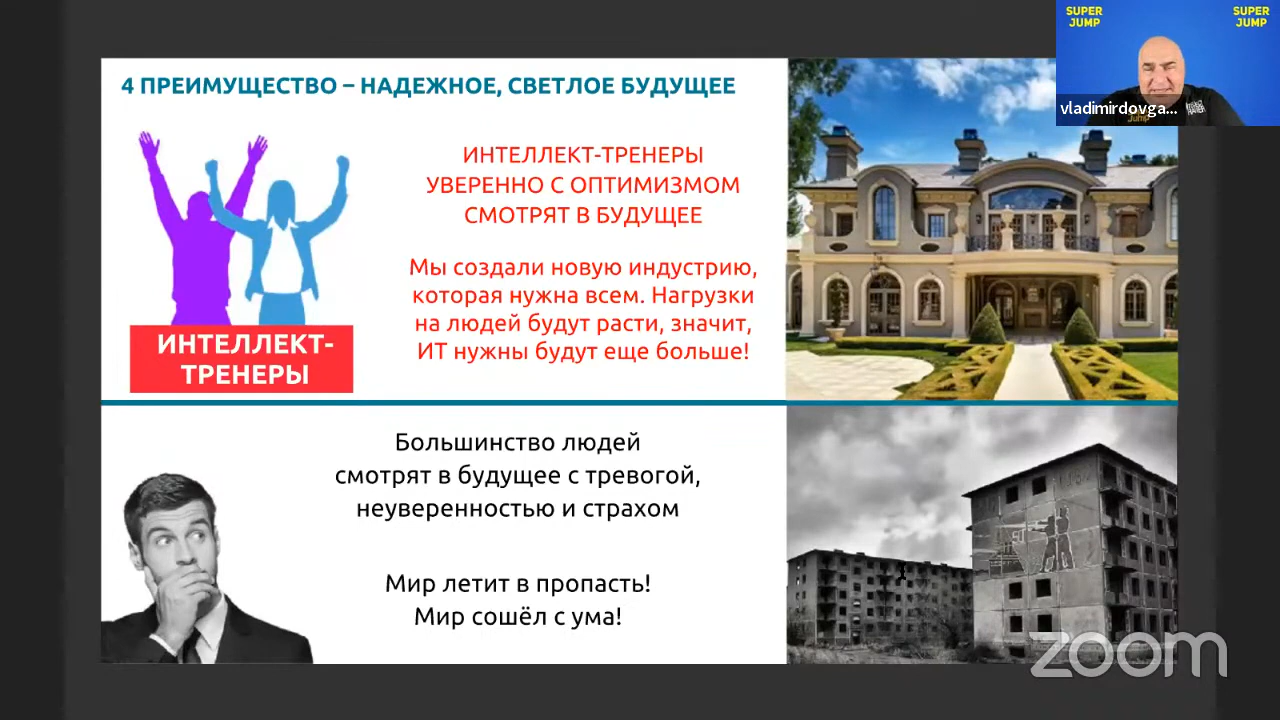 SUPER
JUMP
SUPER
JUMP
vladimirdovga...
4 ПРЕИМУЩЕСТВО – НАДЕЖНОЕ, СВЕТЛОЕ БУДУЩЕЕ
ИНТЕЛЛЕКТ-ТРЕНЕРЫ
УВЕРЕННО С ОПТИМИЗМОМ
СМОТРЯТ В БУДУЩЕЕ
Мы создали новую индустрию,
которая нужна всем. Нагрузки
на людей будут расти, значит,
ИТ нужны будут еще больше!
ИНТЕЛЛЕКТ-
ТРЕНЕРЫ
Большинство людей
смотрят в будущее с тревогой,
неуверенностью и страхом
Мир летит в пропасть!
Мир сошёл с ума!
zoom